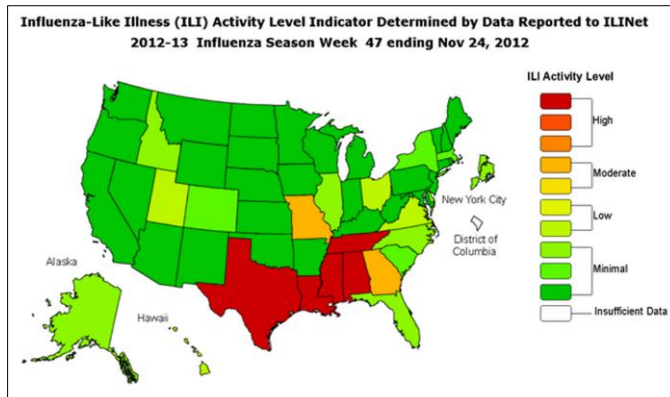 Influenza-Like Illness (ILI) Activity Level Indicator Determined by Data Reported to ILINet
2012-13 Influenza Season Week 47 ending Nov 24, 2012
ILI Activity Level
High
Moderate
Low
Minimal
Insufficient Data
New York City
District of
Columbia
Alaska
Hawaii